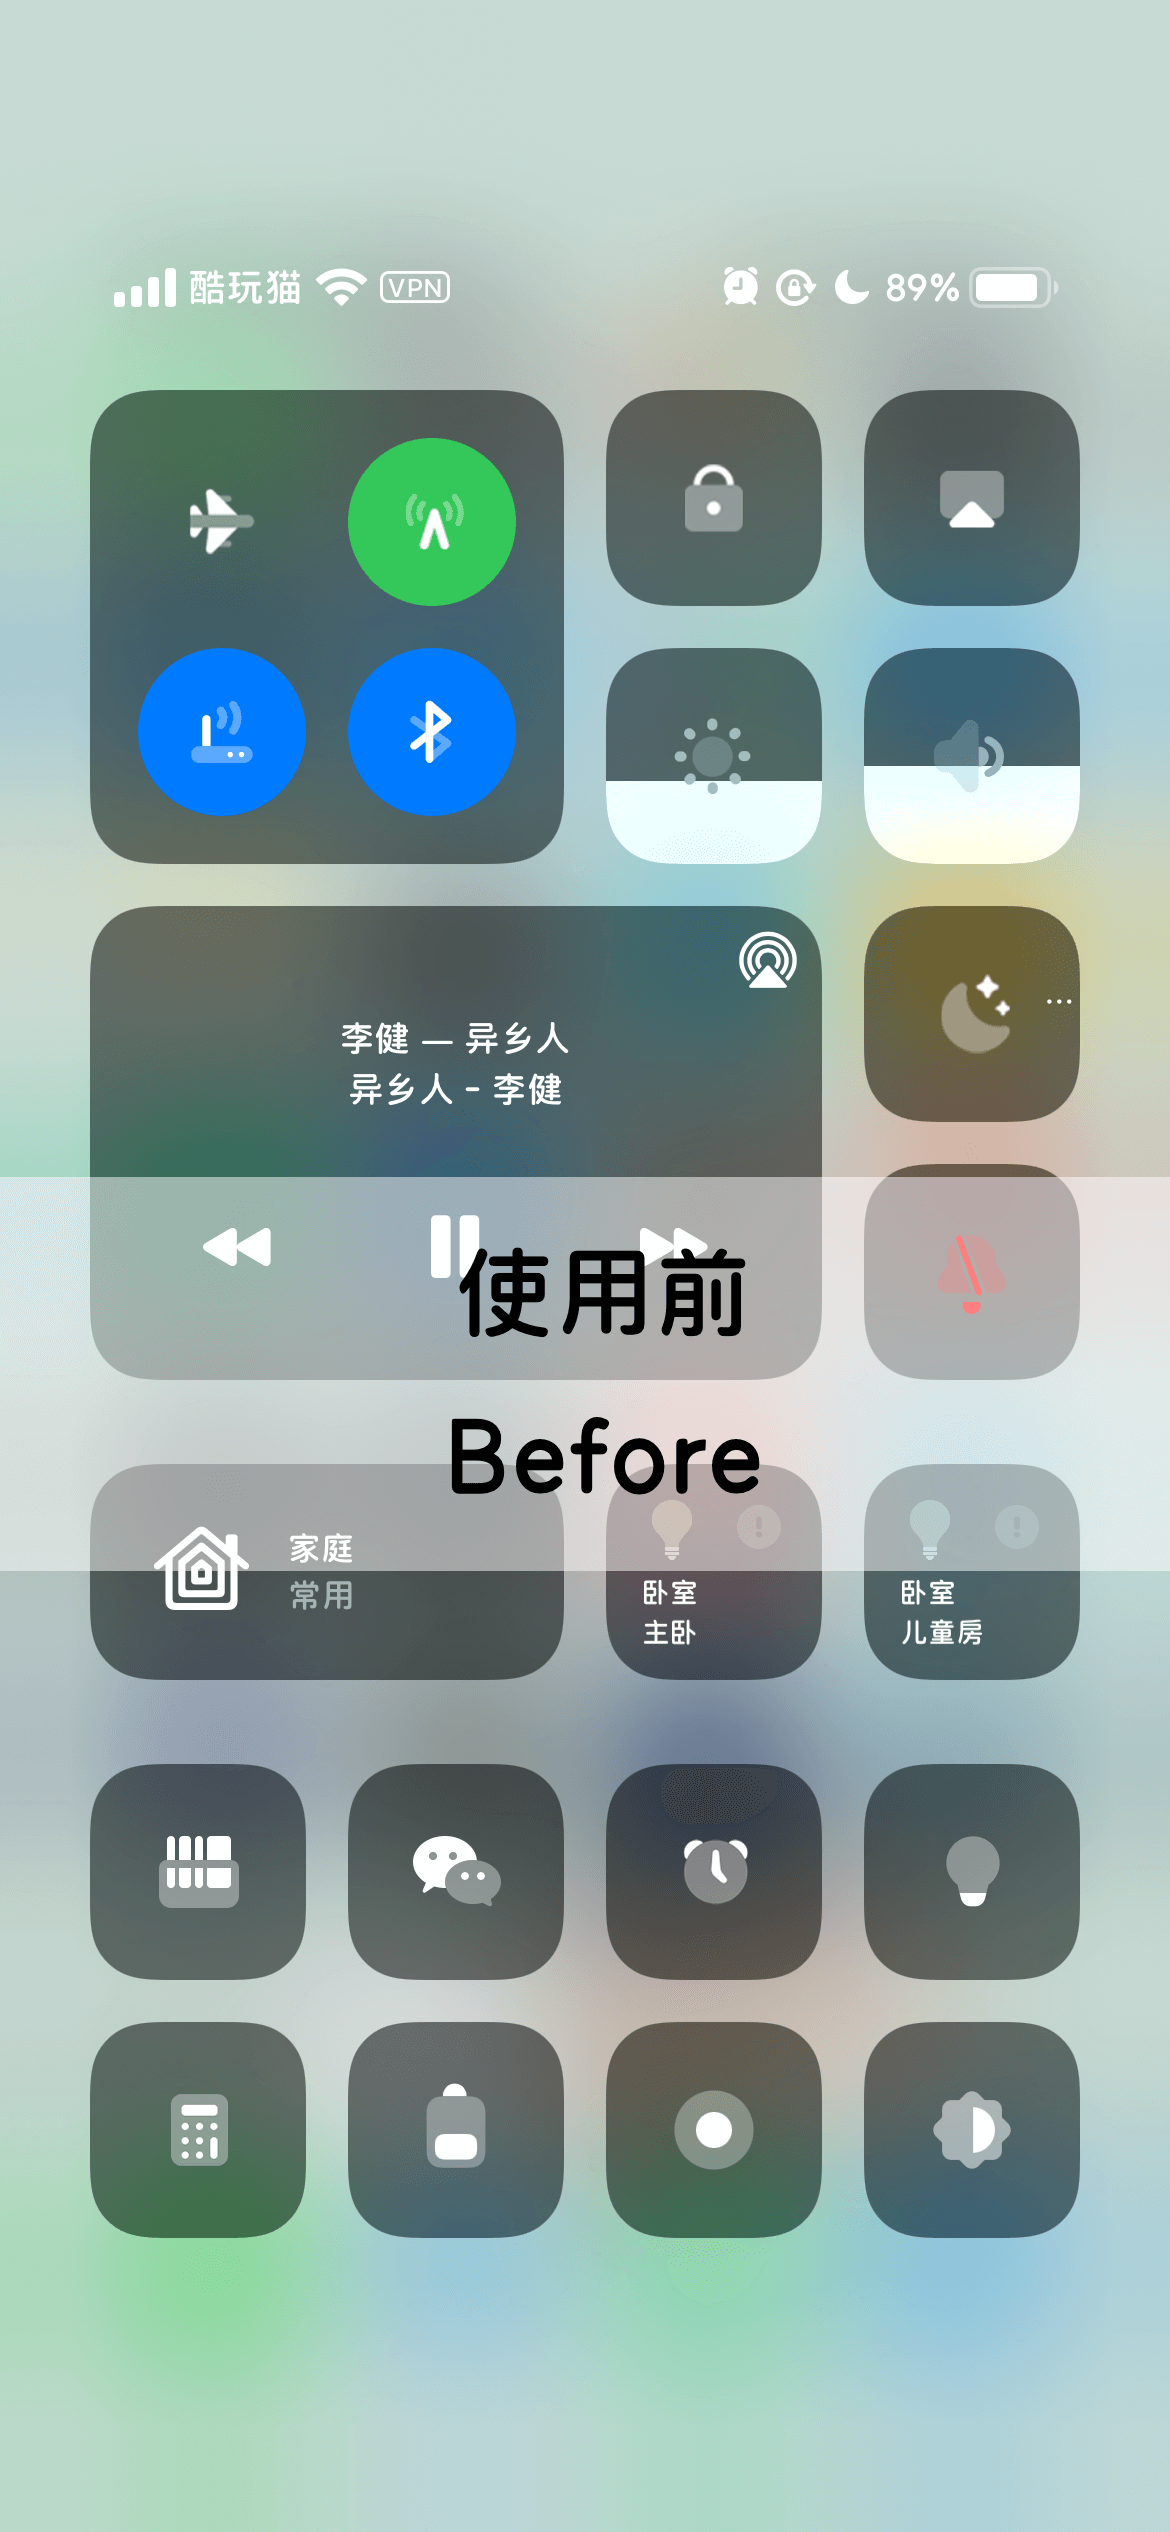 酷玩猫 VPN 89%
李健 — 异乡人
异乡人 - 李健
使用前
Before
家庭
常用
卧室
主卧
卧室
儿童房